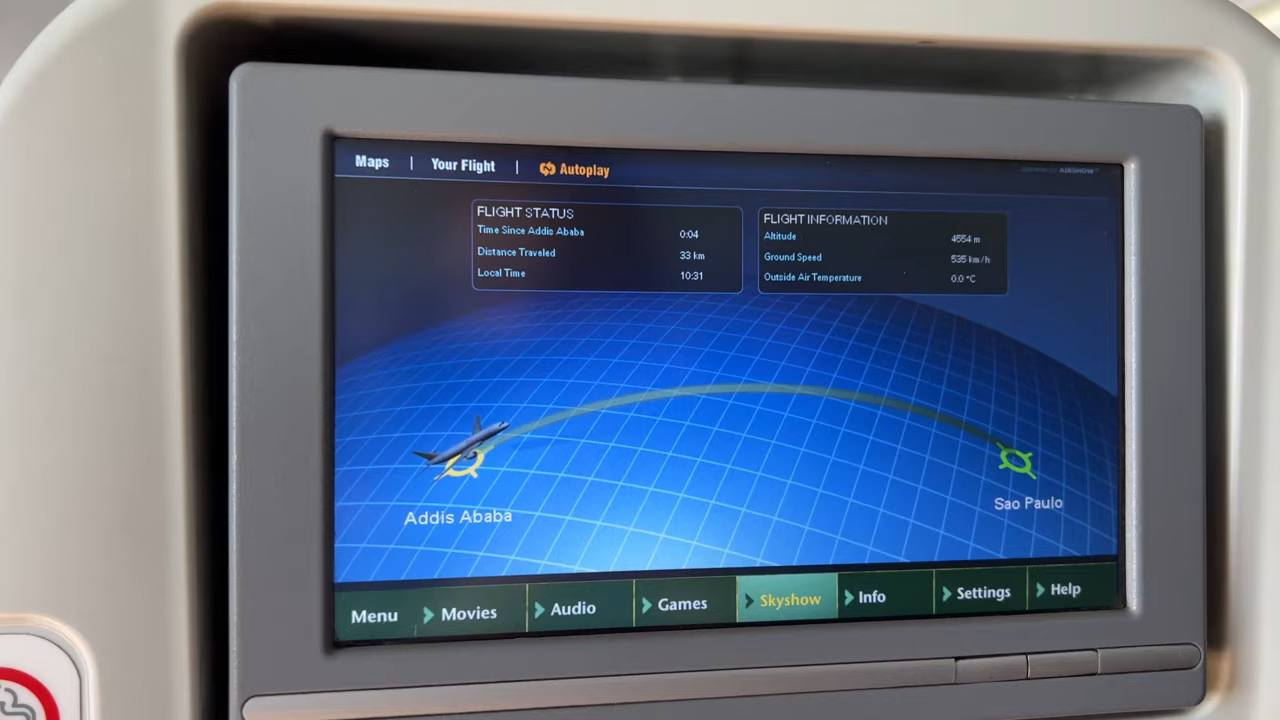 Maps | Your Flight | Autoplay
AIRSHOW
FLIGHT STATUS
Time Since Addis Ababa 0:04
Distance Traveled 33 km
Local Time 10:31
FLIGHT INFORMATION
Altitude 4554 m
Ground Speed 535 km/h
Outside Air Temperature 0.0 °C
Addis Ababa
Sao Paulo
Menu Movies Audio Games Skyshow Info Settings Help